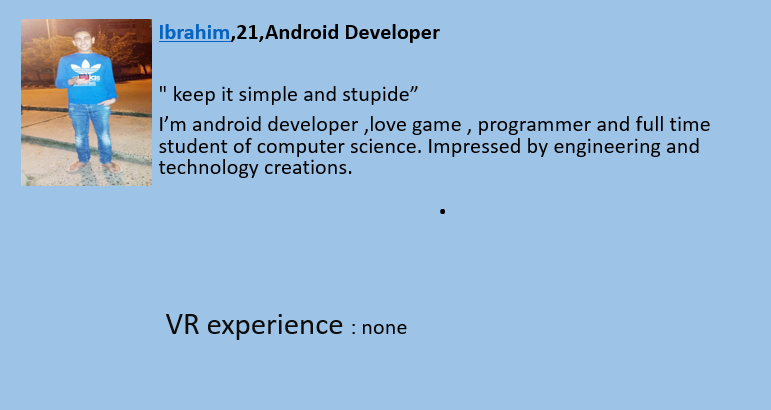 Ibrahim,21,Android Developer
" keep it simple and stupide”
I’m android developer ,love game , programmer and full time
student of computer science. Impressed by engineering and
technology creations.
•
VR experience : none